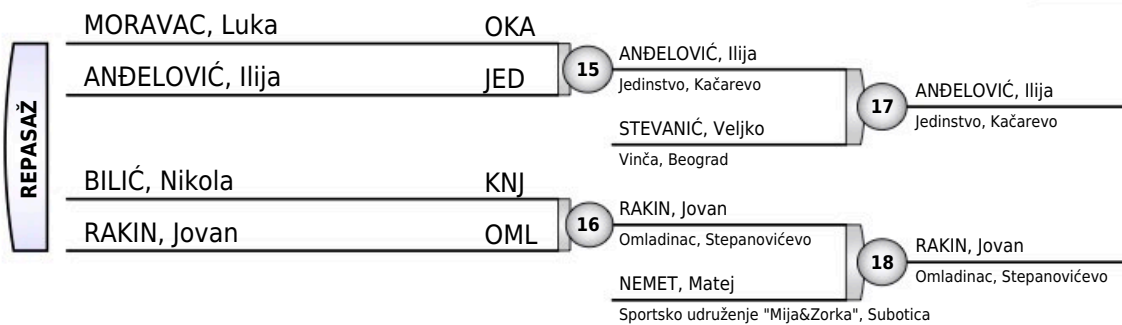 REPASAŽ
MORAVAC, Luka OKA
ANĐELOVIĆ, Ilija JED
BILIĆ, Nikola KNJ
RAKIN, Jovan OML
15
ANĐELOVIĆ, Ilija
Jedinstvo, Kačarevo
STEVANIĆ, Veljko
Vinča, Beograd
16
RAKIN, Jovan
Omladinac, Stepanovićevo
NEMET, Matej
Sportsko udruženje "Mija&Zorka", Subotica
17
ANĐELOVIĆ, Ilija
Jedinstvo, Kačarevo
18
RAKIN, Jovan
Omladinac, Stepanovićevo